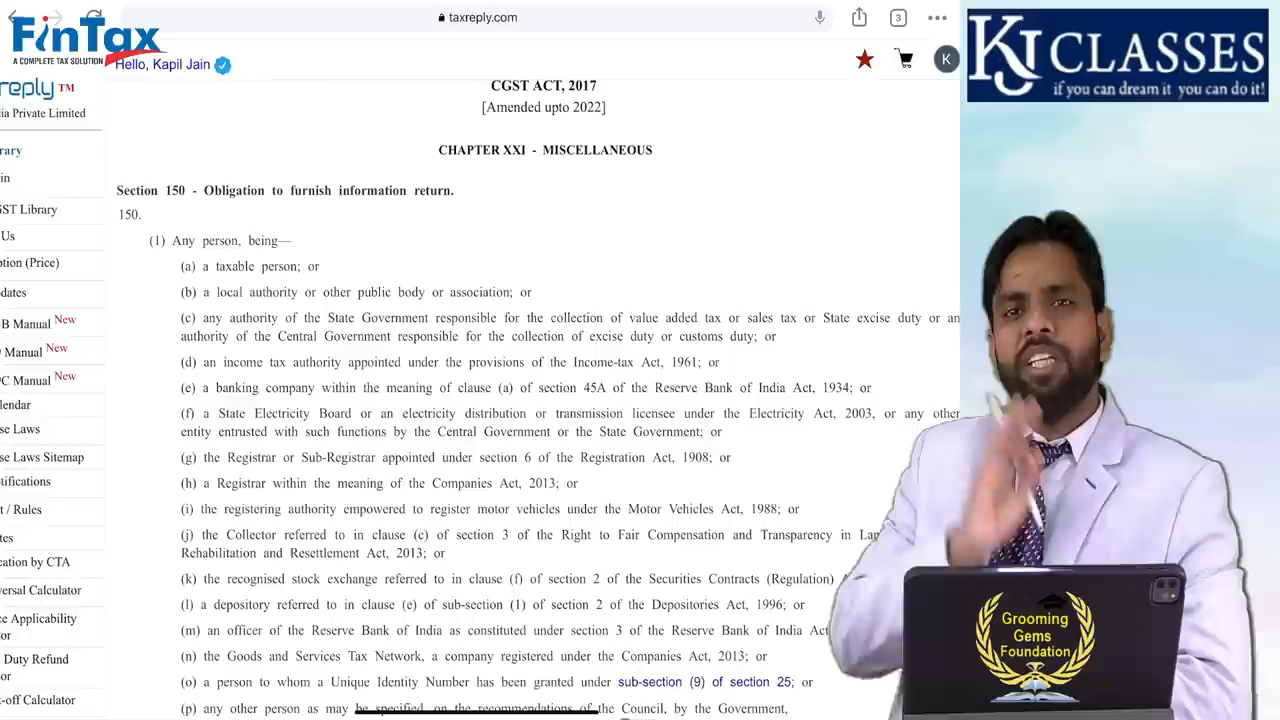 taxreply.com
3
FinTax
A COMPLETE TAX SOLUTION
Hello, Kapil Jain
K
KJ CLASSES
if you can dream it you can do it!
reply TM
ia Private Limited
rary
in
GST Library
Us
ption (Price)
dates
-B Manual New
Manual New
C Manual New
lendar
se Laws
se Laws Sitemap
tifications
t / Rules
tes
cation by CTA
versal Calculator
ce Applicability
tor
Duty Refund
tor
t-off Calculator
CGST ACT, 2017
[Amended upto 2022]
CHAPTER XXI - MISCELLANEOUS
Section 150 - Obligation to furnish information return.
150.
(1) Any person, being—
(a) a taxable person; or
(b) a local authority or other public body or association; or
(c) any authority of the State Government responsible for the collection of value added tax or sales tax or State excise duty or an
authority of the Central Government responsible for the collection of excise duty or customs duty; or
(d) an income tax authority appointed under the provisions of the Income-tax Act, 1961; or
(e) a banking company within the meaning of clause (a) of section 45A of the Reserve Bank of India Act, 1934; or
(f) a State Electricity Board or an electricity distribution or transmission licensee under the Electricity Act, 2003, or any other
entity entrusted with such functions by the Central Government or the State Government; or
(g) the Registrar or Sub-Registrar appointed under section 6 of the Registration Act, 1908; or
(h) a Registrar within the meaning of the Companies Act, 2013; or
(i) the registering authority empowered to register motor vehicles under the Motor Vehicles Act, 1988; or
(j) the Collector referred to in clause (c) of section 3 of the Right to Fair Compensation and Transparency in Lan
Rehabilitation and Resettlement Act, 2013; or
(k) the recognised stock exchange referred to in clause (f) of section 2 of the Securities Contracts (Regulation)
(l) a depository referred to in clause (e) of sub-section (1) of section 2 of the Depositories Act, 1996; or
(m) an officer of the Reserve Bank of India as constituted under section 3 of the Reserve Bank of India Act
(n) the Goods and Services Tax Network, a company registered under the Companies Act, 2013; or
(o) a person to whom a Unique Identity Number has been granted under sub-section (9) of section 25; or
(p) any other person as may be specified, on the recommendations of the Council, by the Government,
Grooming
Gems
Foundation